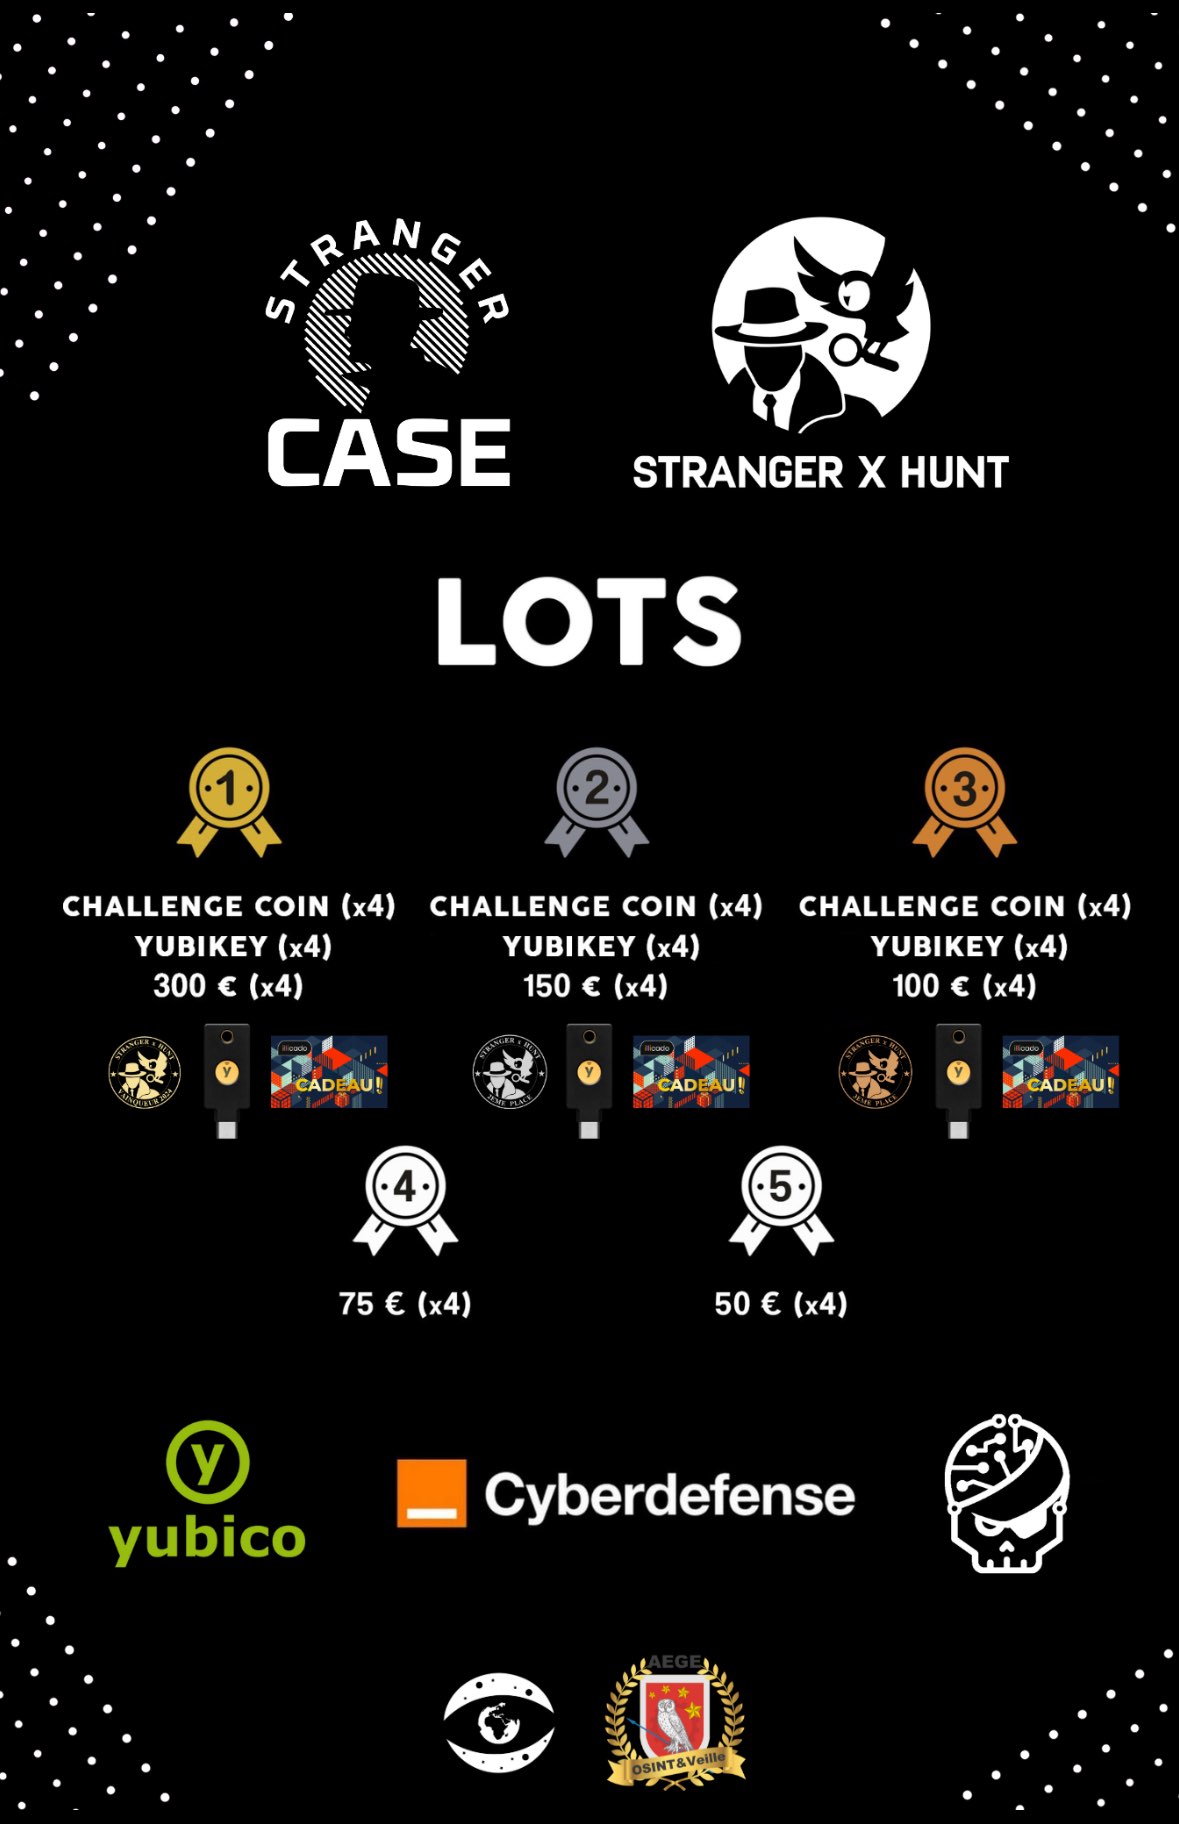 STRANGER
CASE
STRANGER X HUNT
LOTS
1
2
3
CHALLENGE COIN (x4)
YUBIKEY (x4)
300 € (x4)
CHALLENGE COIN (x4)
YUBIKEY (x4)
150 € (x4)
CHALLENGE COIN (x4)
YUBIKEY (x4)
100 € (x4)
STRANGER x HUNT
VAINQUEUR 2024
y
illicado
CADEAU!
STRANGER x HUNT
2EME PLACE
y
illicado
CADEAU!
STRANGER x HUNT
3EME PLACE
y
illicado
CADEAU!
4
5
75 € (x4)
50 € (x4)
y
yubico
Cyberdefense
AEGE
OSINT&Veille